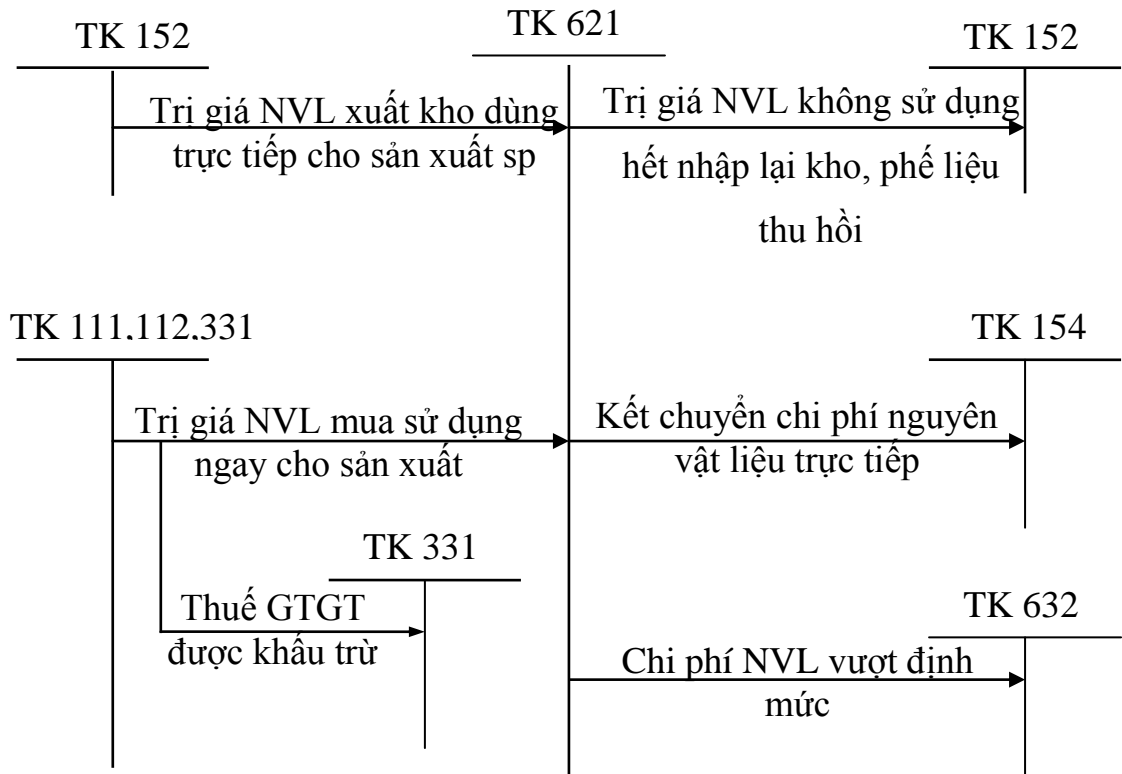 TK 152
TK 621
TK 152
Trị giá NVL xuất kho dùng
trực tiếp cho sản xuất sp
Trị giá NVL không sử dụng
hết nhập lại kho, phế liệu
thu hồi
TK 111,112,331
TK 154
Trị giá NVL mua sử dụng
ngay cho sản xuất
Kết chuyển chi phí nguyên
vật liệu trực tiếp
TK 331
Thuế GTGT
được khấu trừ
TK 632
Chi phí NVL vượt định
mức